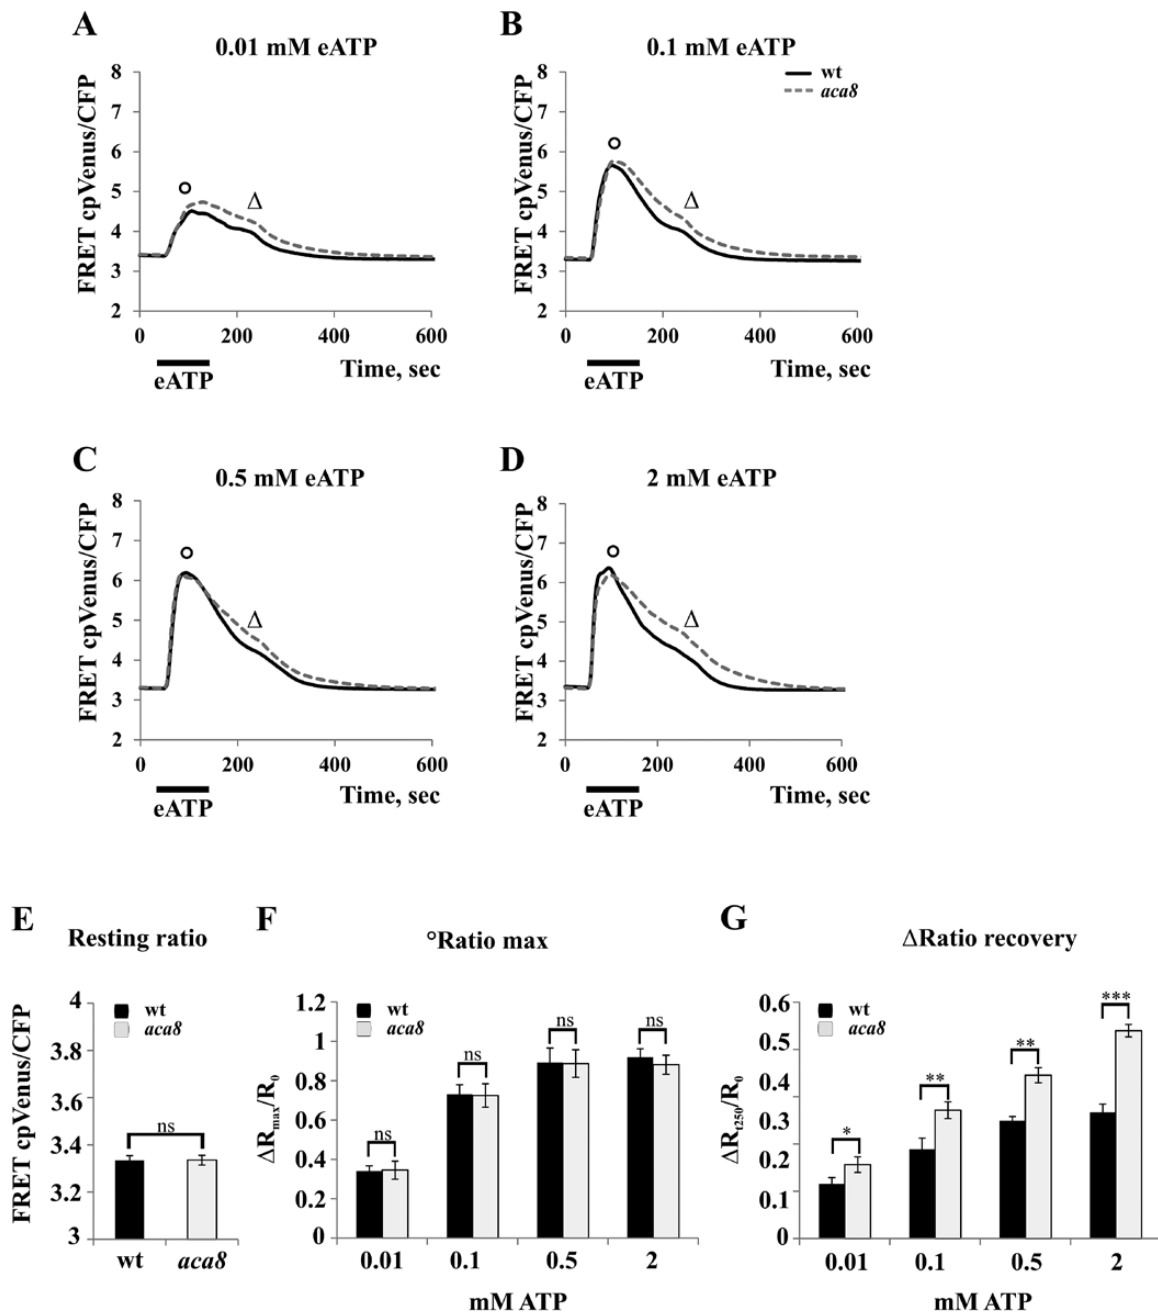 A
0.01 mM eATP
FRET cpVenus/CFP
8
7
6
5
4
3
2
Δ
0 200 400 600
eATP
Time, sec
B
0.1 mM eATP
wt
aca8
FRET cpVenus/CFP
8
7
6
5
4
3
2
Δ
0 200 400 600
eATP
Time, sec
C
0.5 mM eATP
FRET cpVenus/CFP
8
7
6
5
4
3
2
Δ
0 200 400 600
eATP
Time, sec
D
2 mM eATP
FRET cpVenus/CFP
8
7
6
5
4
3
2
Δ
0 200 400 600
eATP
Time, sec
E
Resting ratio
FRET cpVenus/CFP
4
3.8
3.6
3.4
3.2
3
wt
aca8
ns
wt aca8
F
°Ratio max
ΔRmax/R0
1.2
1
0.8
0.6
0.4
0.2
0
wt
aca8
ns
ns
ns
ns
0.01 0.1 0.5 2
mM ATP
G
ΔRatio recovery
ΔRt250/R0
0.6
0.5
0.4
0.3
0.2
0.1
0
wt
aca8
*
**
**
***
0.01 0.1 0.5 2
mM ATP